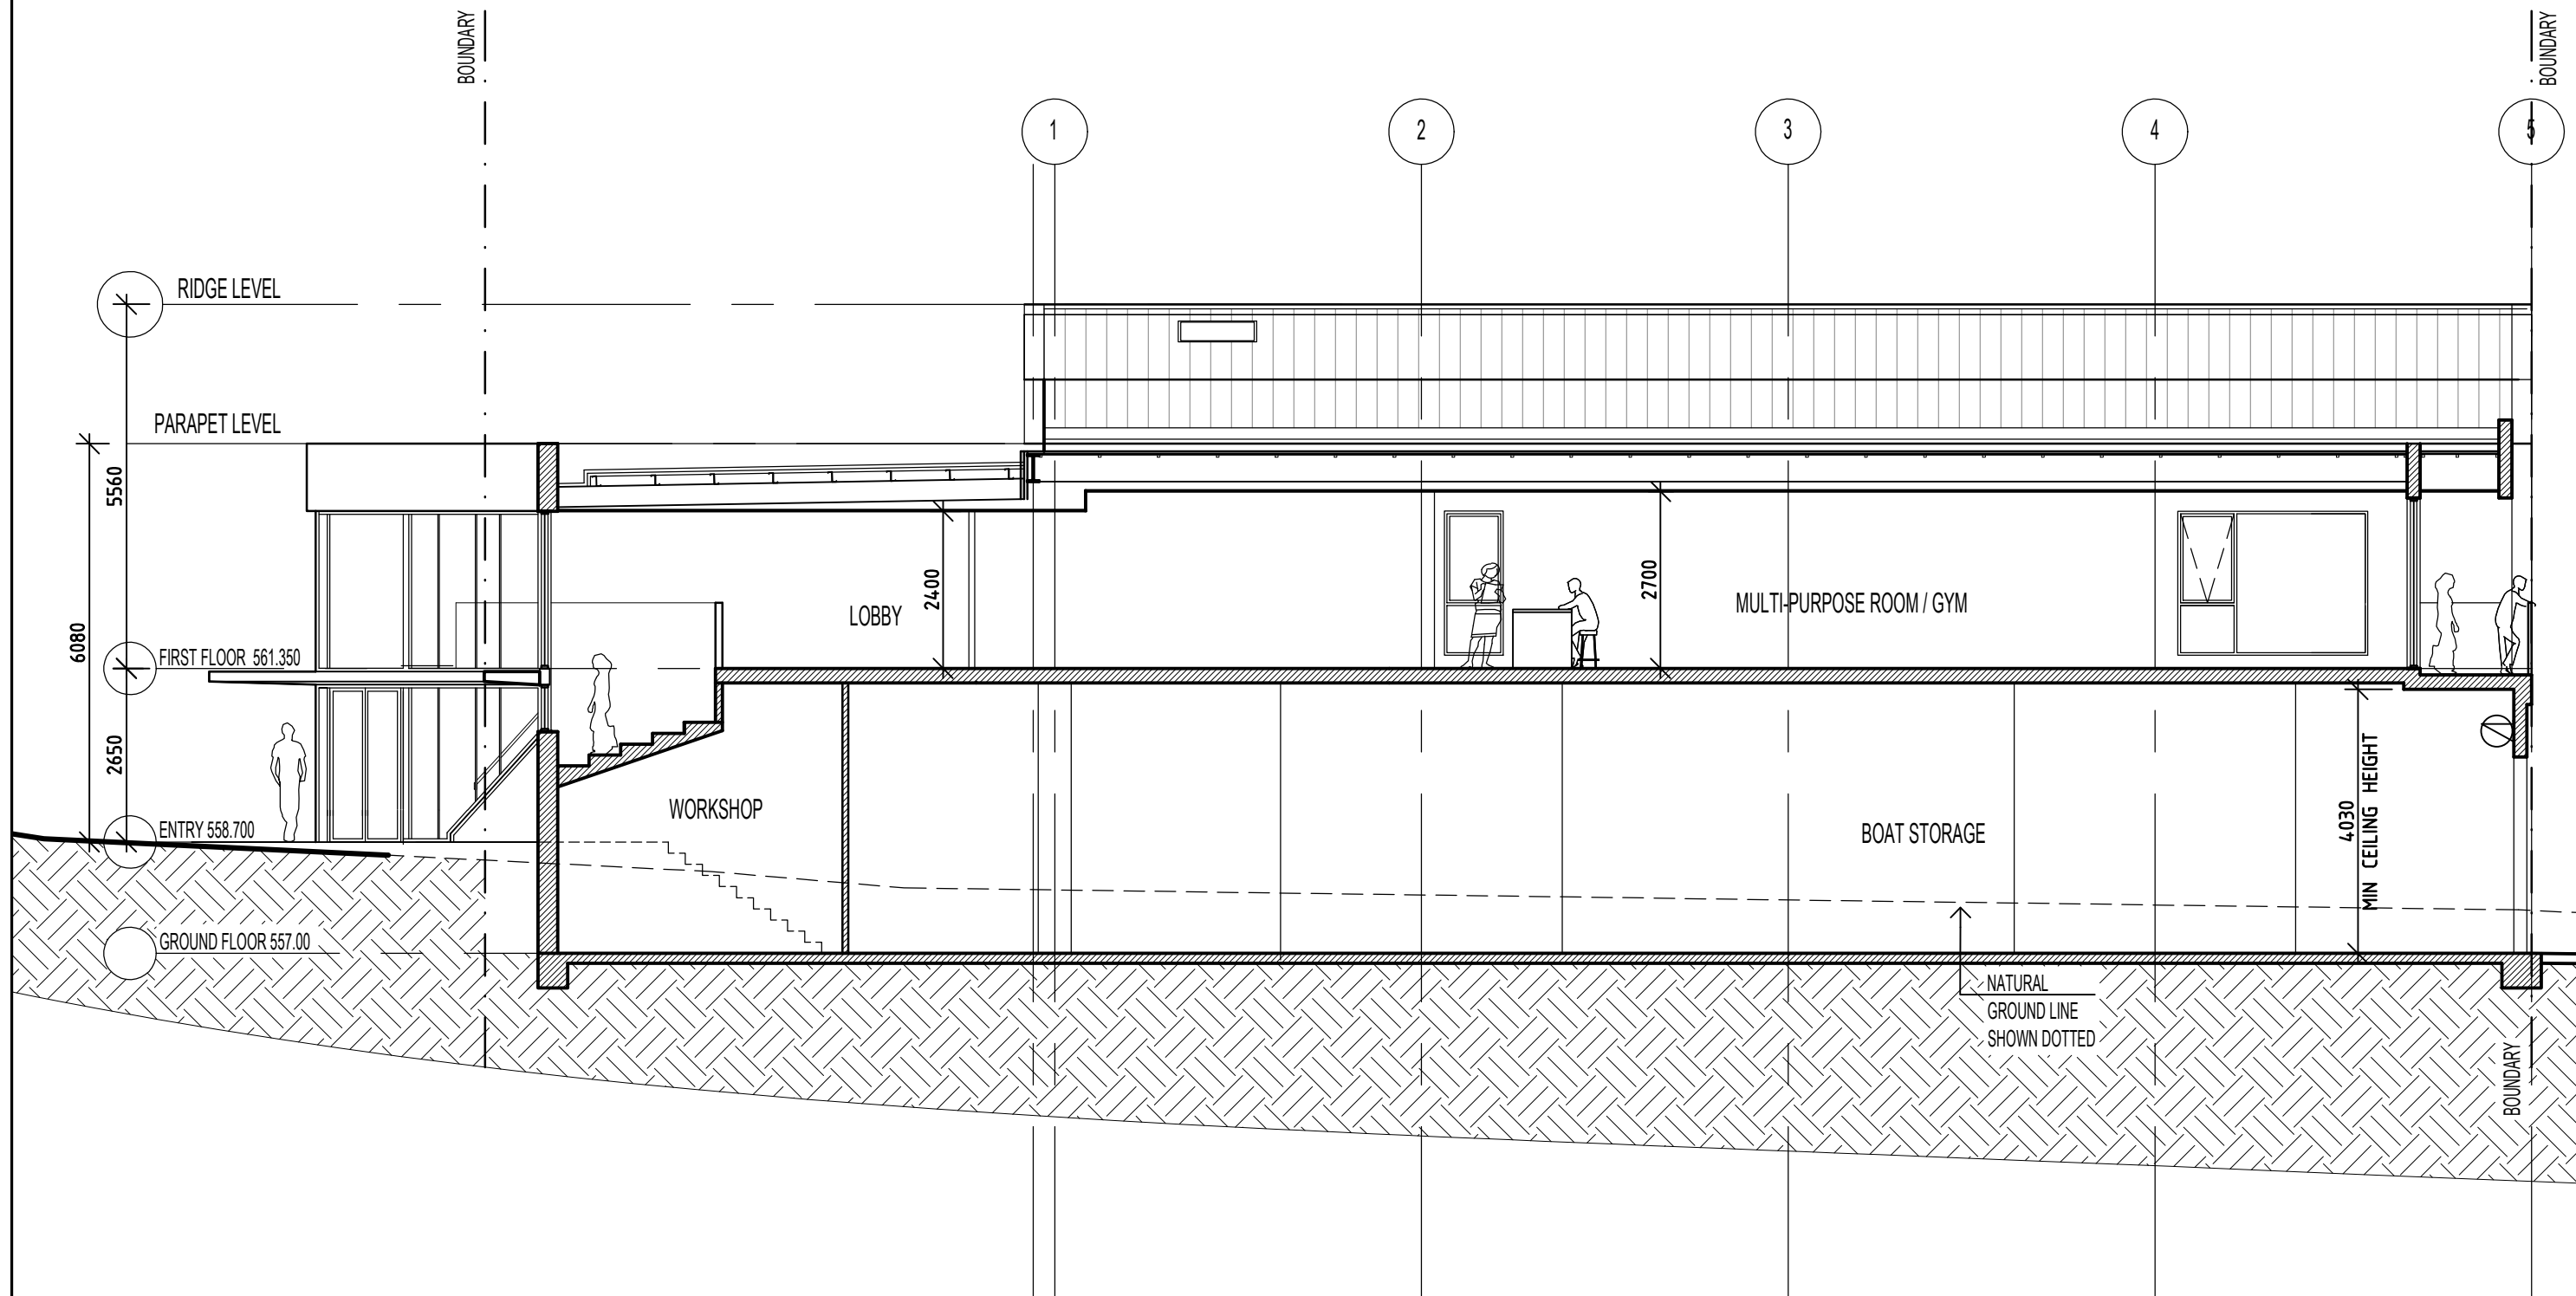 BOUNDARY
BOUNDARY
1
2
3
4
5
RIDGE LEVEL
PARAPET LEVEL
5560
6080
2400
2700
LOBBY
MULTI-PURPOSE ROOM / GYM
FIRST FLOOR 561.350
2650
WORKSHOP
BOAT STORAGE
4030
MIN CEILING HEIGHT
ENTRY 558.700
GROUND FLOOR 557.00
NATURAL
GROUND LINE
SHOWN DOTTED
BOUNDARY